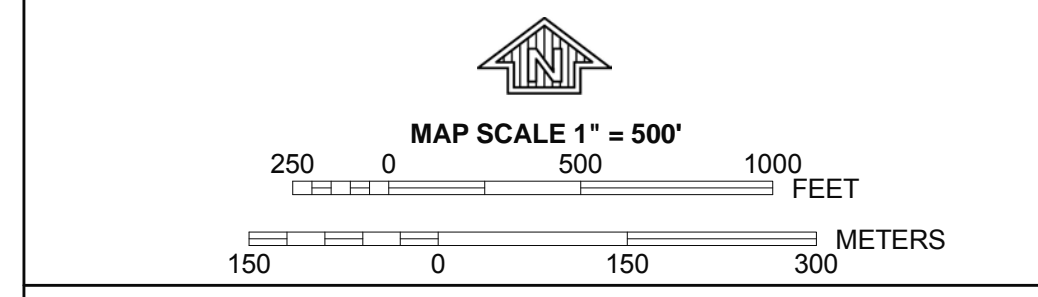 N
MAP SCALE 1" = 500'
250 0 500 1000
FEET
METERS
150 0 150 300